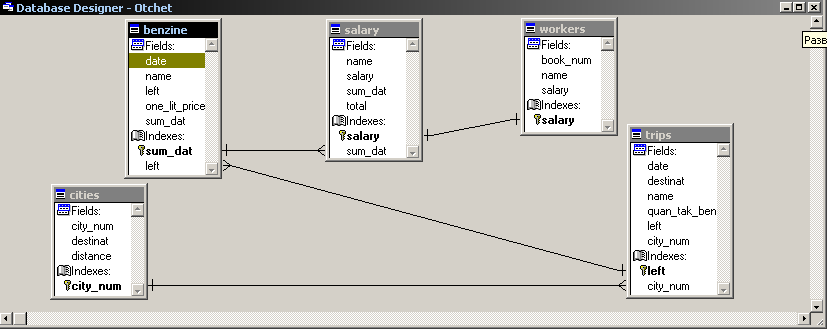 Database Designer - Otchet
benzine
Fields:
date
name
left
one_lit_price
sum_dat
Indexes:
sum_dat
left
salary
Fields:
name
salary
sum_dat
total
Indexes:
salary
sum_dat
workers
Fields:
book_num
name
salary
Indexes:
salary
Разв
trips
Fields:
date
destinat
name
quan_tak_ben
left
city_num
Indexes:
left
city_num
cities
Fields:
city_num
destinat
distance
Indexes:
city_num